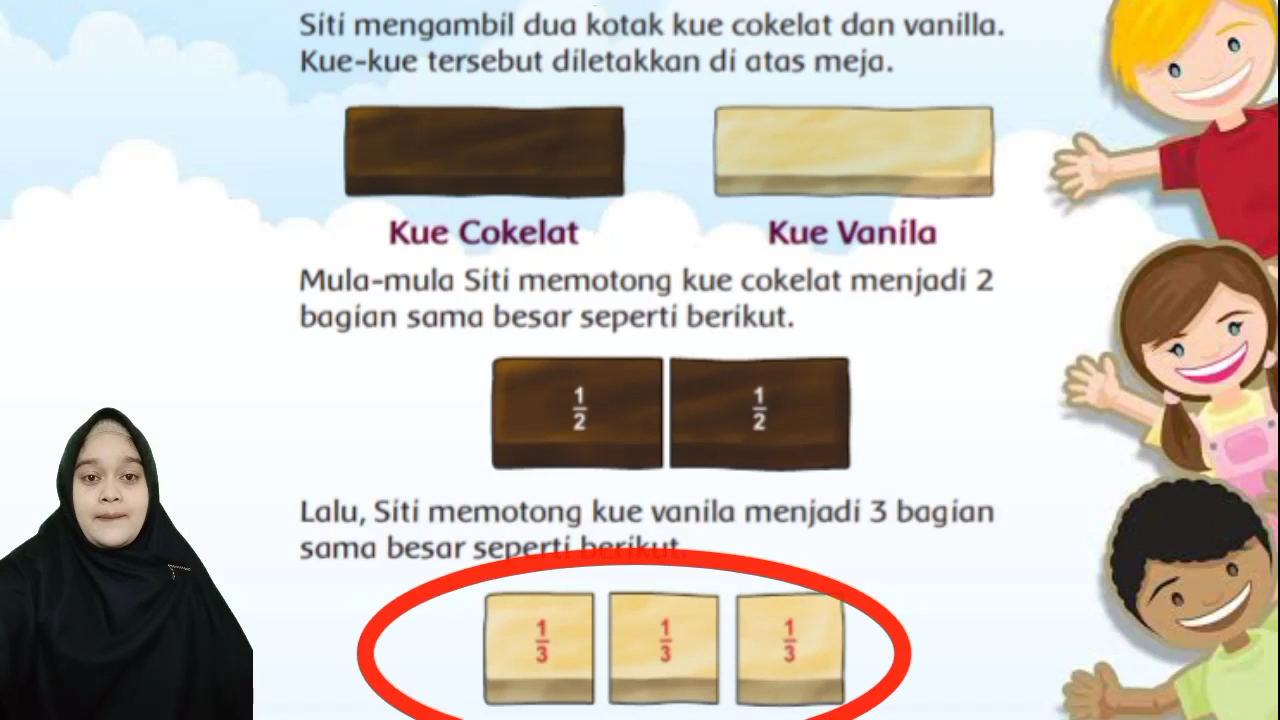 Siti mengambil dua kotak kue cokelat dan vanilla.
Kue-kue tersebut diletakkan di atas meja.
Kue Cokelat Kue Vanila
Mula-mula Siti memotong kue cokelat menjadi 2
bagian sama besar seperti berikut.
1/2 1/2
Lalu, Siti memotong kue vanila menjadi 3 bagian
sama besar seperti berikut.
1/3 1/3 1/3